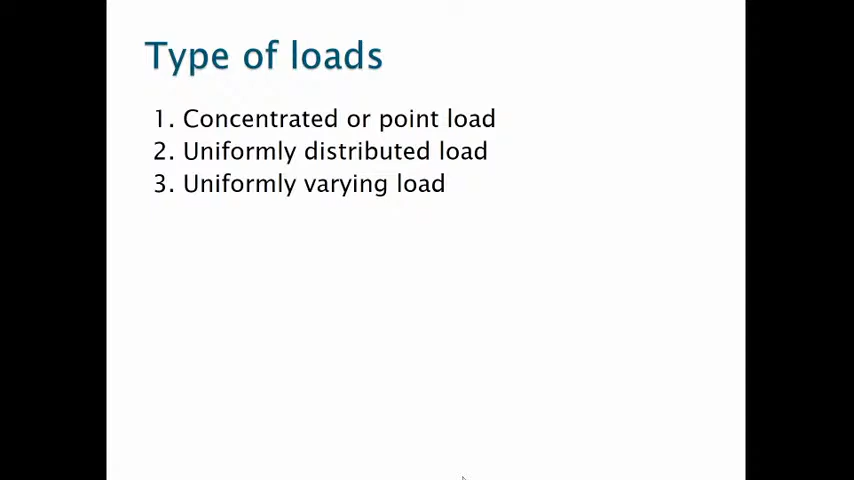 Type of loads
1. Concentrated or point load
2. Uniformly distributed load
3. Uniformly varying load